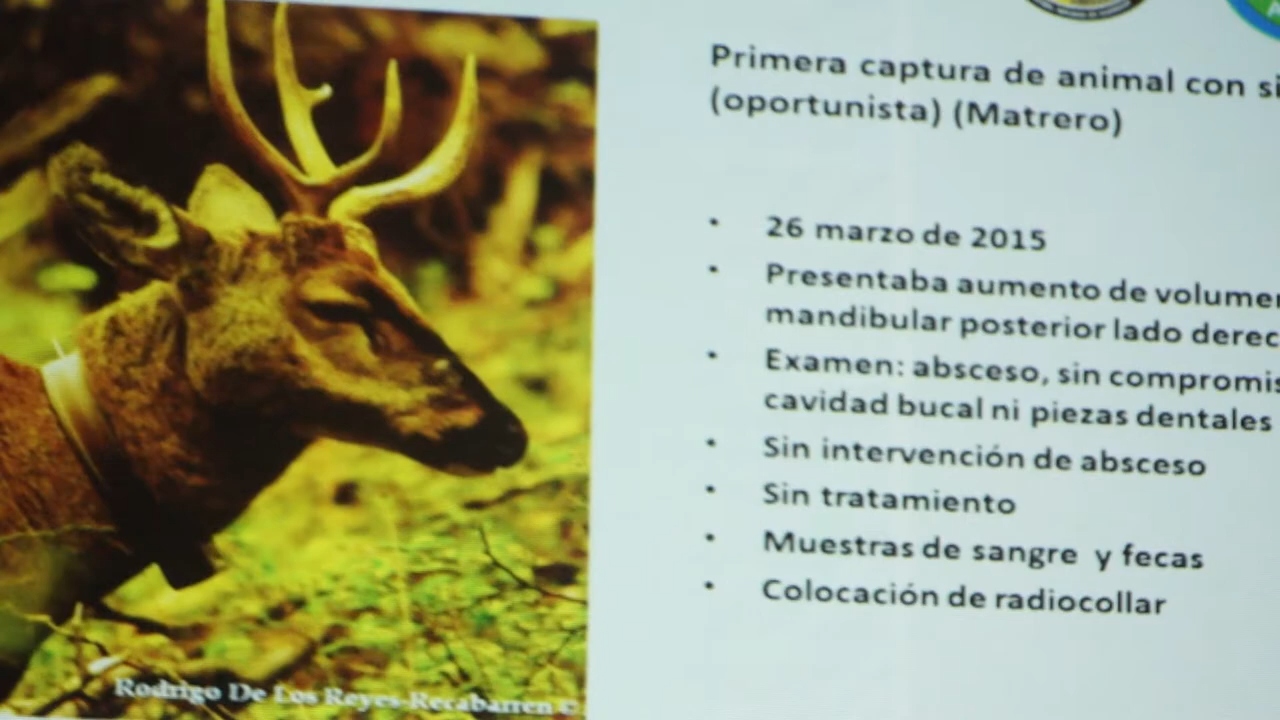 Primera captura de animal con
(oportunista) (Matrero)
• 26 marzo de 2015
• Presentaba aumento de
mandibular posterior lado
• Examen: absceso, sin
cavidad bucal ni piezas dentales
• Sin intervención de absceso
• Sin tratamiento
• Muestras de sangre y fecas
• Colocación de radiocollar
Rodrigo De Los Reyes-Recabarren ©